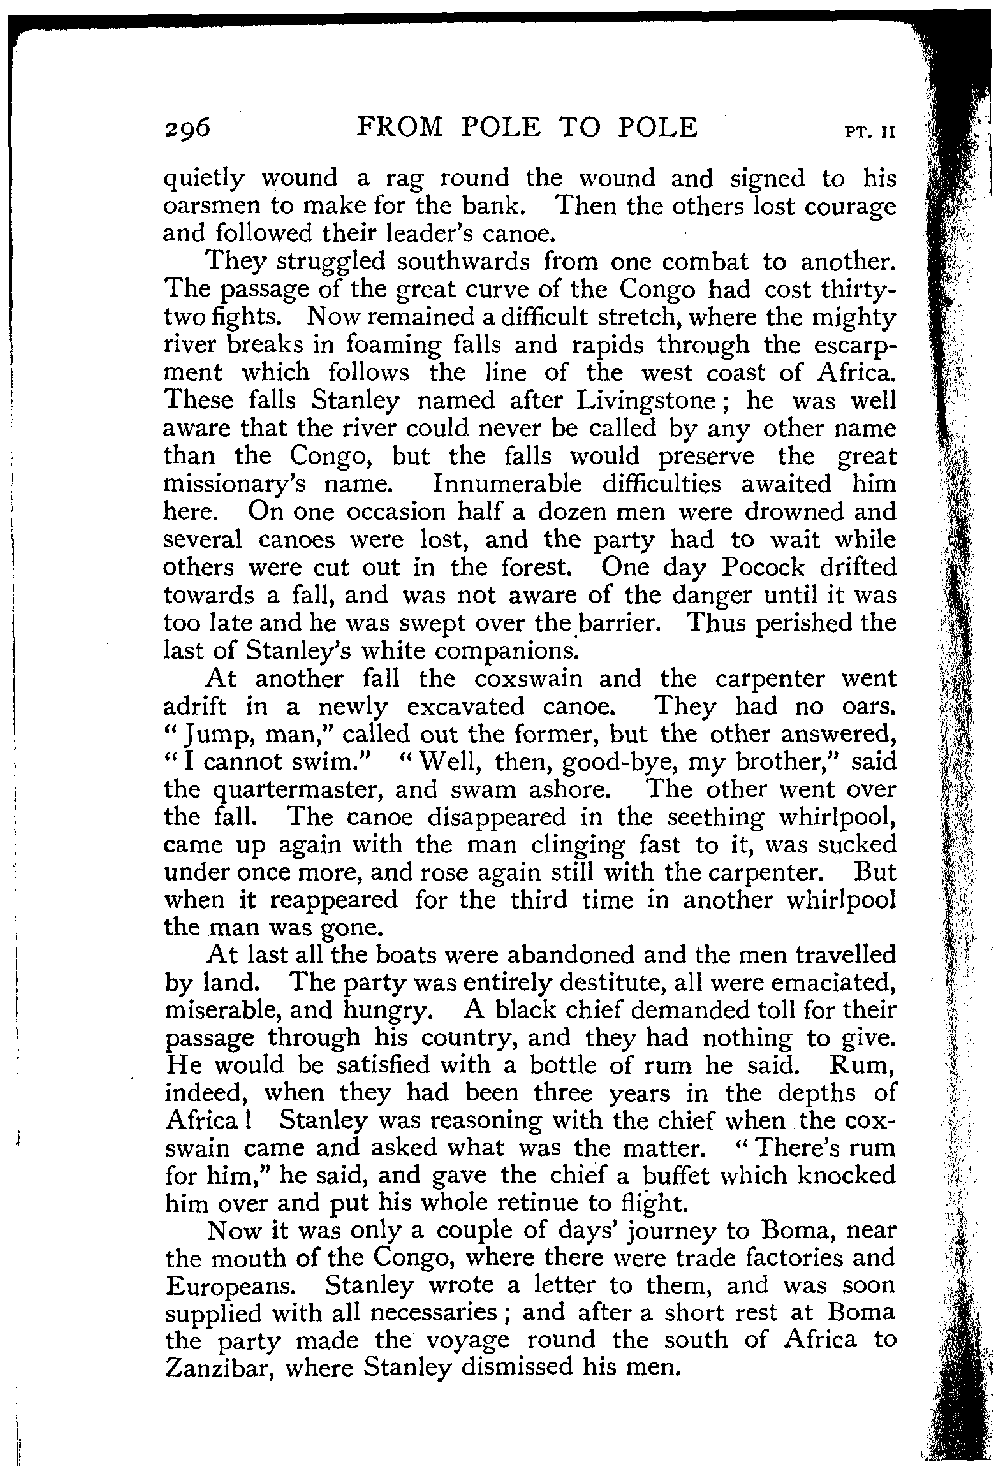 296 FROM POLE TO POLE PT. II
quietly wound a rag round the wound and signed to his
oarsmen to make for the bank. Then the others lost courage
and followed their leader's canoe.
They struggled southwards from one combat to another.
The passage of the great curve of the Congo had cost thirty-
two fights. Now remained a difficult stretch, where the mighty
river breaks in foaming falls and rapids through the escarp-
ment which follows the line of the west coast of Africa.
These falls Stanley named after Livingstone; he was well
aware that the river could never be called by any other name
than the Congo, but the falls would preserve the great
missionary's name. Innumerable difficulties awaited him
here. On one occasion half a dozen men were drowned and
several canoes were lost, and the party had to wait while
others were cut out in the forest. One day Pocock drifted
towards a fall, and was not aware of the danger until it was
too late and he was swept over the barrier. Thus perished the
last of Stanley's white companions.
At another fall the coxswain and the carpenter went
adrift in a newly excavated canoe. They had no oars.
"Jump, man," called out the former, but the other answered,
"I cannot swim." "Well, then, good-bye, my brother," said
the quartermaster, and swam ashore. The other went over
the fall. The canoe disappeared in the seething whirlpool,
came up again with the man clinging fast to it, was sucked
under once more, and rose again still with the carpenter. But
when it reappeared for the third time in another whirlpool
the man was gone.
At last all the boats were abandoned and the men travelled
by land. The party was entirely destitute, all were emaciated,
miserable, and hungry. A black chief demanded toll for their
passage through his country, and they had nothing to give.
He would be satisfied with a bottle of rum he said. Rum,
indeed, when they had been three years in the depths of
Africa! Stanley was reasoning with the chief when the cox-
swain came and asked what was the matter. "There's rum
for him," he said, and gave the chief a buffet which knocked
him over and put his whole retinue to flight.
Now it was only a couple of days' journey to Boma, near
the mouth of the Congo, where there were trade factories and
Europeans. Stanley wrote a letter to them, and was soon
supplied with all necessaries; and after a short rest at Boma
the party made the voyage round the south of Africa to
Zanzibar, where Stanley dismissed his men.